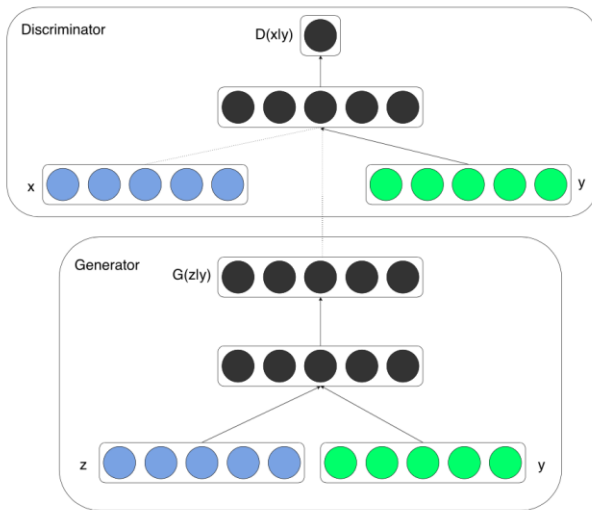 Discriminator
D(x|y)
x
y
Generator
G(z|y)
z
y